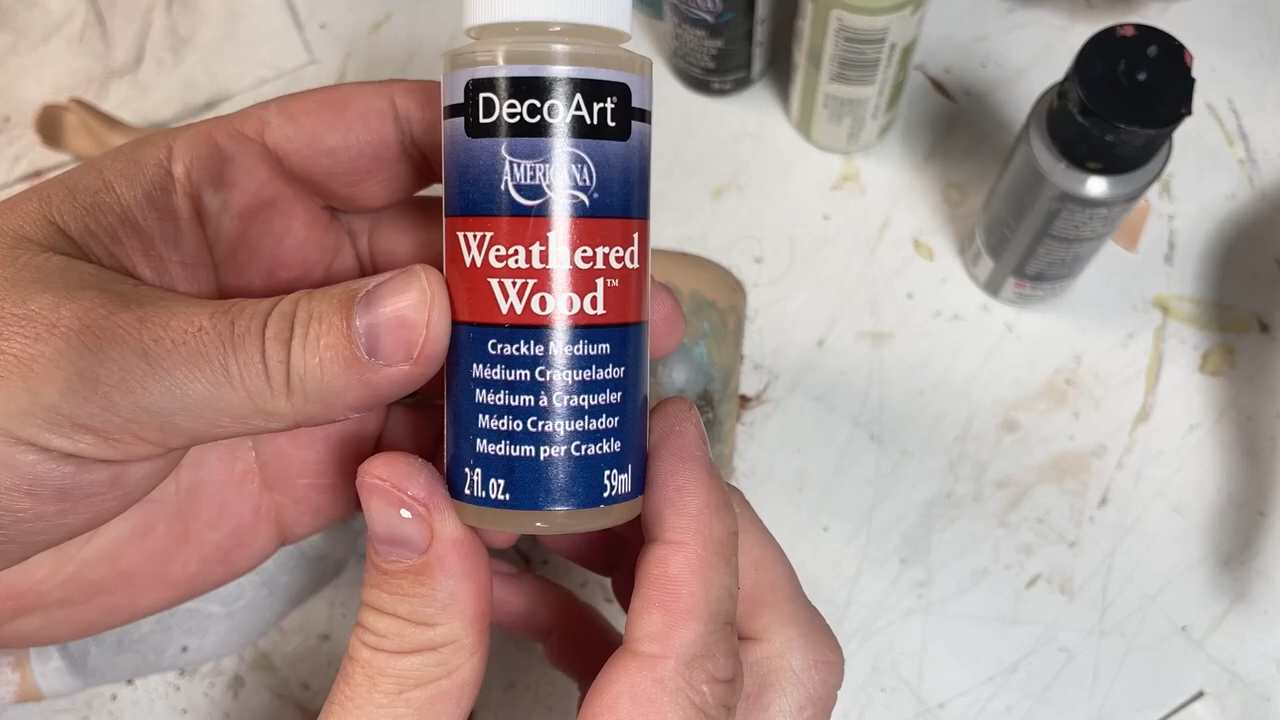 DecoArt®
AMERICANA
Weathered
Wood™
Crackle Medium
Médium Craquelador
Médium à Craqueler
Médio Craquelador
Medium per Crackle
2 fl. oz. 59ml